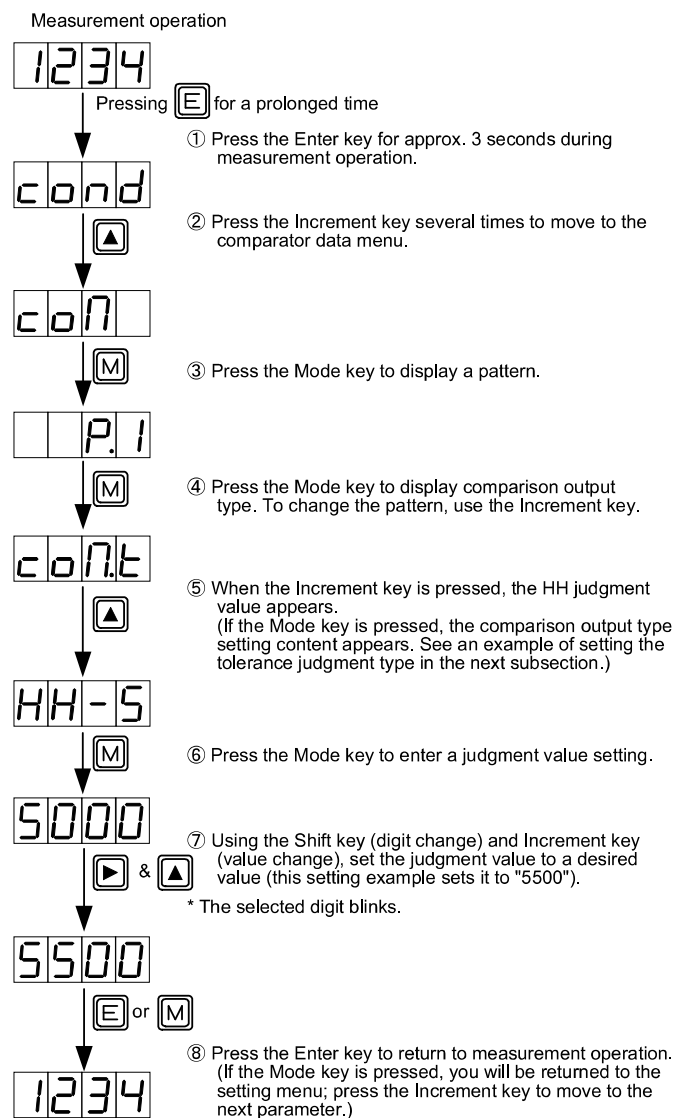 Measurement operation
1234
Pressing E for a prolonged time
① Press the Enter key for approx. 3 seconds during
measurement operation.
cond
② Press the Increment key several times to move to the
comparator data menu.
▲
coM
M
③ Press the Mode key to display a pattern.
P.1
M
④ Press the Mode key to display comparison output
type. To change the pattern, use the Increment key.
coM.t
⑤ When the Increment key is pressed, the HH judgment
value appears.
▲
(If the Mode key is pressed, the comparison output type
setting content appears. See an example of setting the
tolerance judgment type in the next subsection.)
HH-S
M
⑥ Press the Mode key to enter a judgment value setting.
5000
⑦ Using the Shift key (digit change) and Increment key
(value change), set the judgment value to a desired
value (this setting example sets it to "5500").
▶ & ▲
* The selected digit blinks.
5500
E or M
⑧ Press the Enter key to return to measurement operation.
(If the Mode key is pressed, you will be returned to the
setting menu; press the Increment key to move to the
next parameter.)
1234